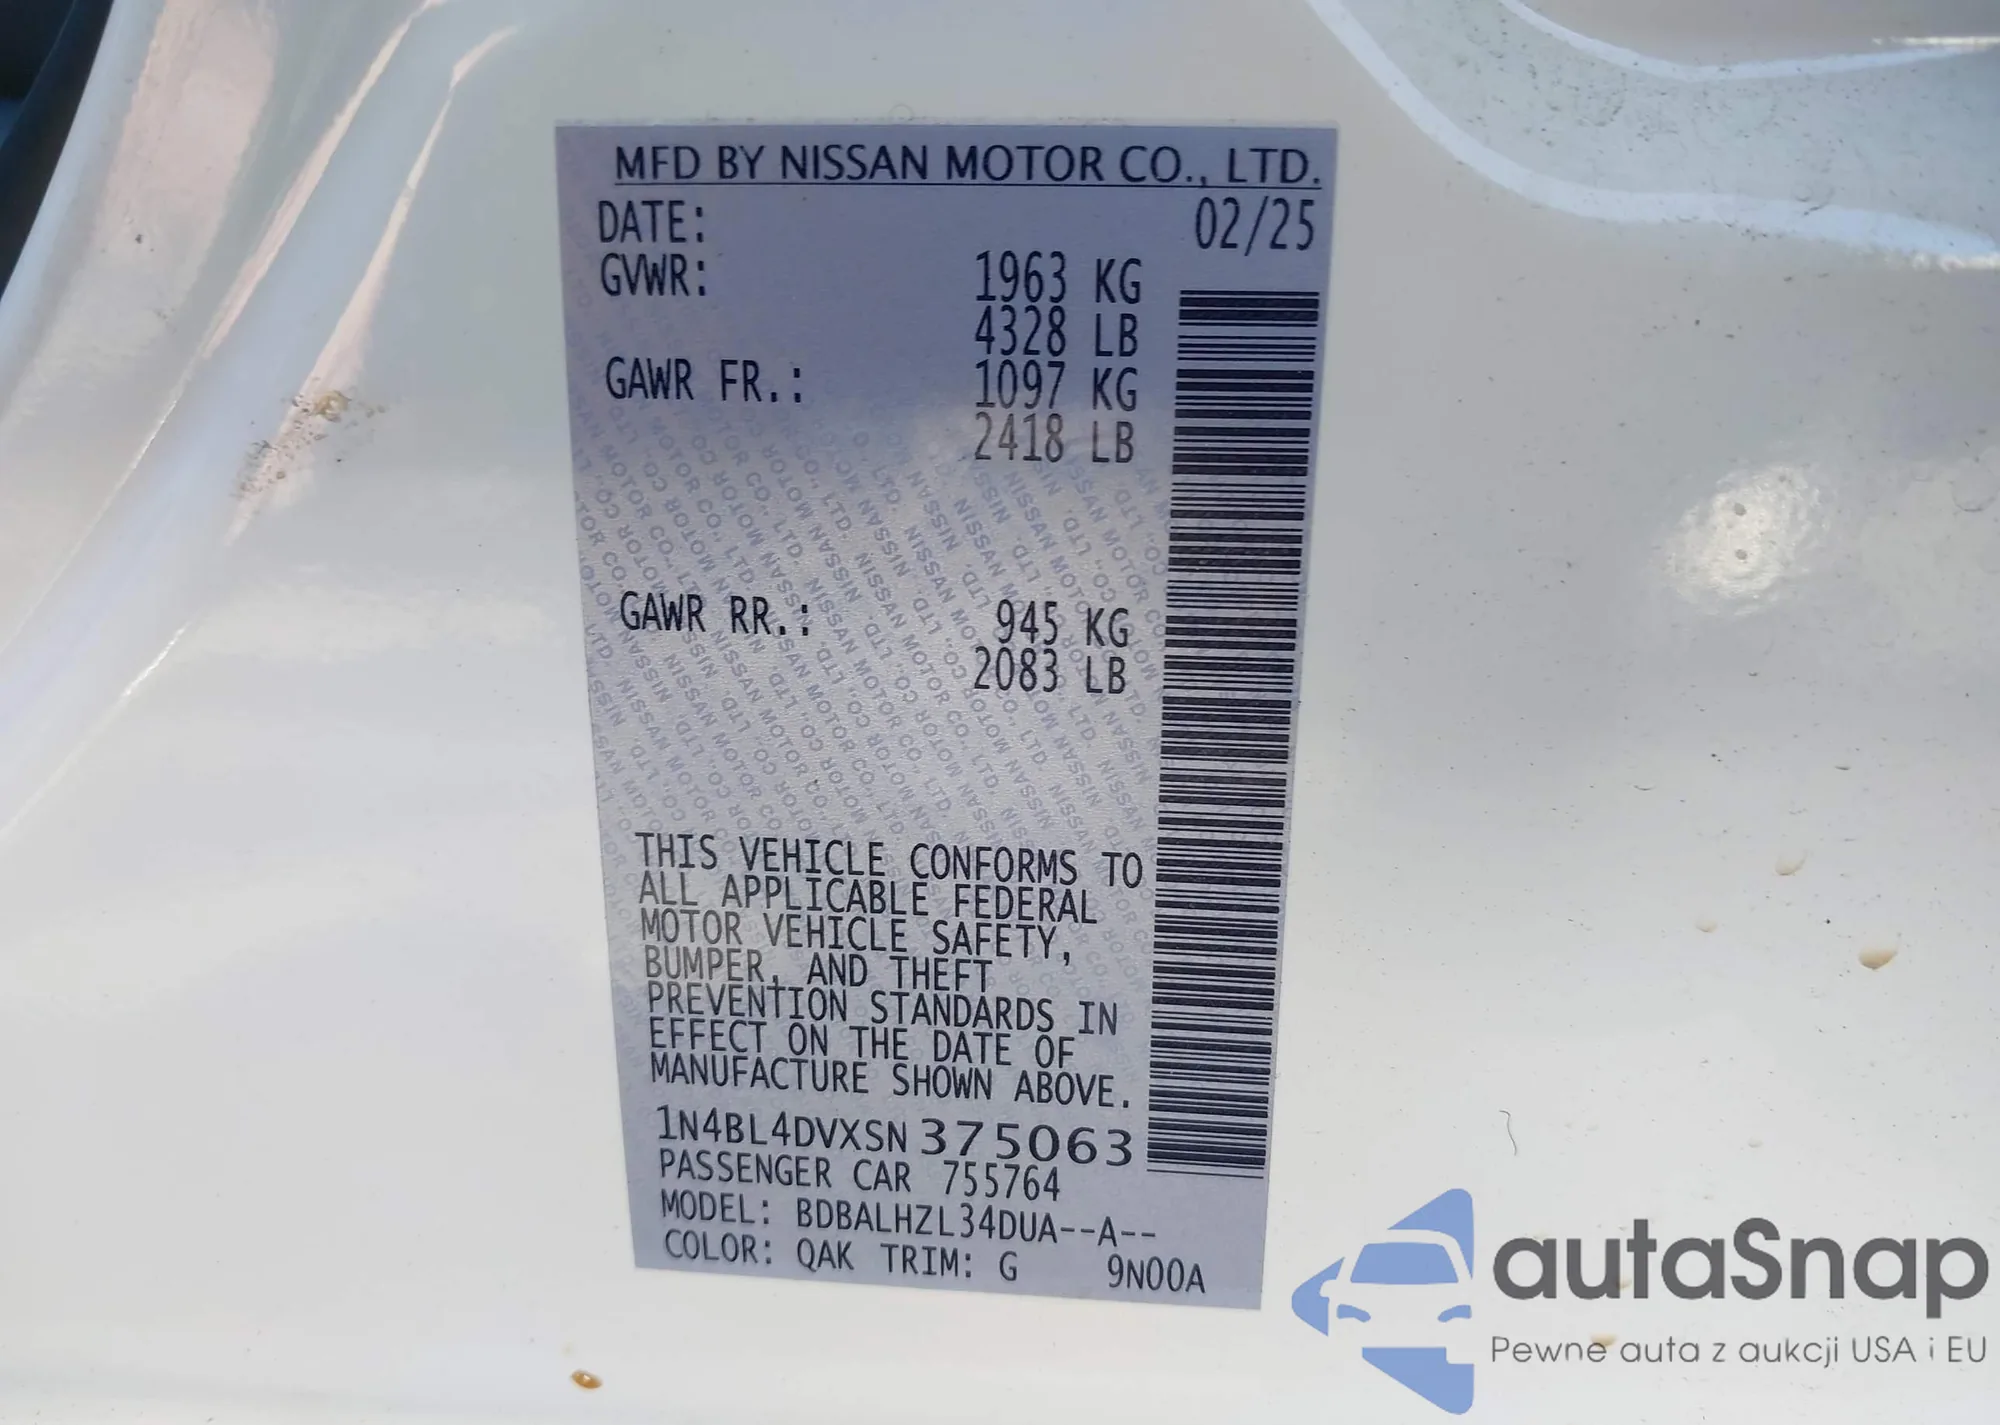 MFD BY NISSAN MOTOR CO., LTD.
DATE: 02/25
GVWR: 1963 KG
4328 LB
GAWR FR.: 1097 KG
2418 LB
GAWR RR.: 945 KG
2083 LB
THIS VEHICLE CONFORMS TO
ALL APPLICABLE FEDERAL
MOTOR VEHICLE SAFETY,
BUMPER, AND THEFT
PREVENTION STANDARDS IN
EFFECT ON THE DATE OF
MANUFACTURE SHOWN ABOVE.
1N4BL4DVXSN375063
PASSENGER CAR 755764
MODEL: BDBALHZL34DUA--A--
COLOR: QAK TRIM: G 9N00A
autaSnap
Pewne auta z aukcji USA i EU